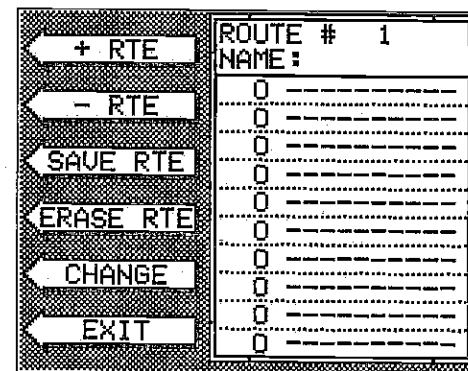 + RTE
- RTE
SAVE RTE
ERASE RTE
CHANGE
EXIT
ROUTE # 1
NAME:
0 ---------
0 ---------
0 ---------
0 ---------
0 ---------
0 ---------
0 ---------
0 ---------
0 ---------
0 ---------